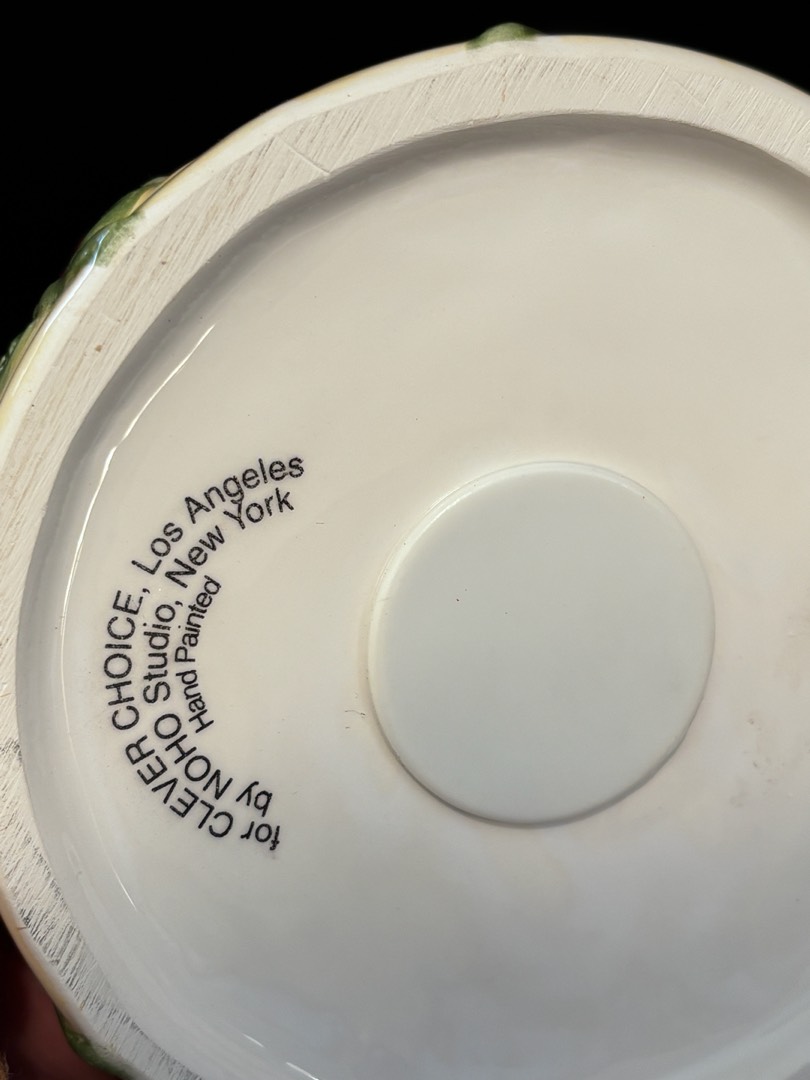 for CLEVER CHOICE, Los Angeles
by NOHO Studio, New York
Hand Painted